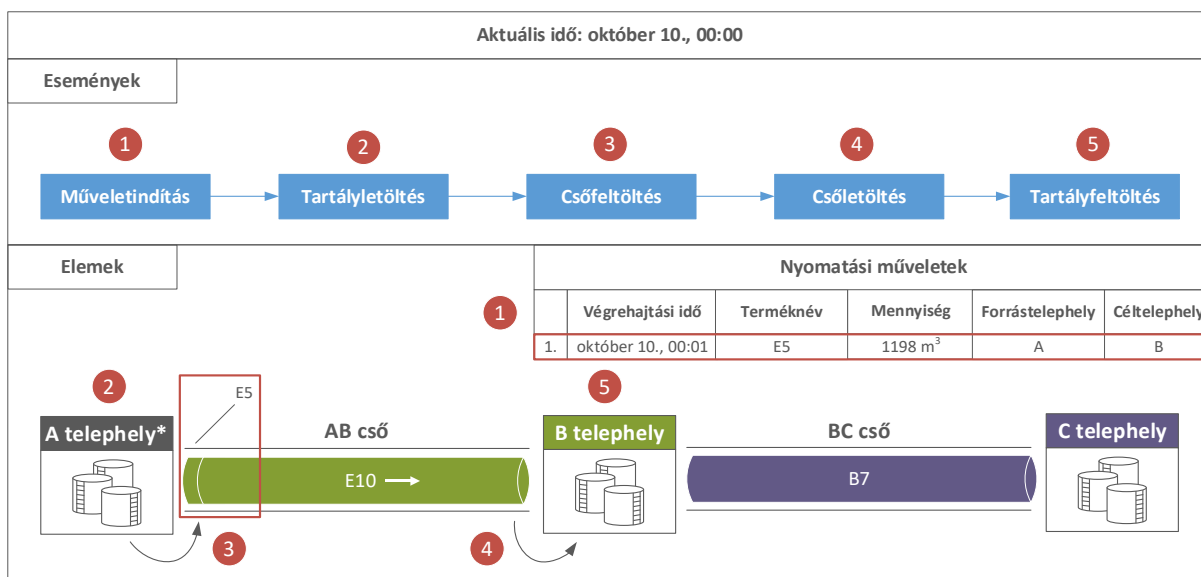 Aktuális idő: október 10., 00:00
Események
1 2 3 4 5
Műveletindítás Tartályletöltés Csőfeltöltés Csőletöltés Tartályfeltöltés
Elemek
Nyomatási műveletek
1
Végrehajtási idő Terméknév Mennyiség Forrástelephely Céltelephely
1. október 10., 00:01 E5 1198 m³ A B
2 5
E5
A telephely* AB cső B telephely BC cső C telephely
E10 B7
3 4